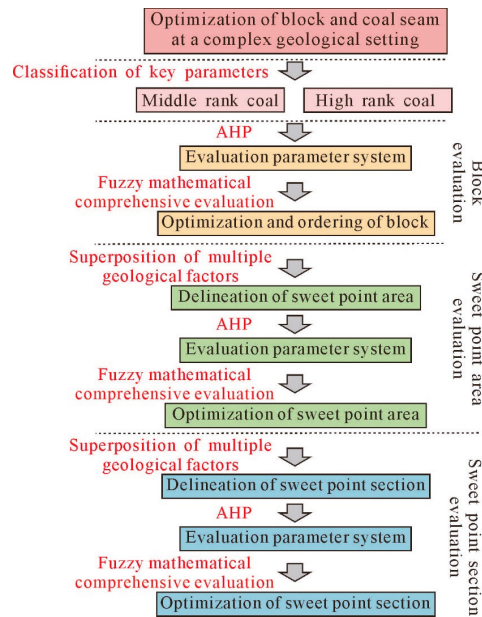 Optimization of block and coal seam
at a complex geological setting
Classification of key parameters
Middle rank coal
High rank coal
AHP
Evaluation parameter system
Fuzzy mathematical
comprehensive evaluation
Optimization and ordering of block
Block
evaluation
Superposition of multiple
geological factors
Delineation of sweet point area
AHP
Evaluation parameter system
Fuzzy mathematical
comprehensive evaluation
Optimization of sweet point area
Sweet point area
evaluation
Superposition of multiple
geological factors
Delineation of sweet point section
AHP
Evaluation parameter system
Fuzzy mathematical
comprehensive evaluation
Optimization of sweet point section
Sweet point section
evaluation